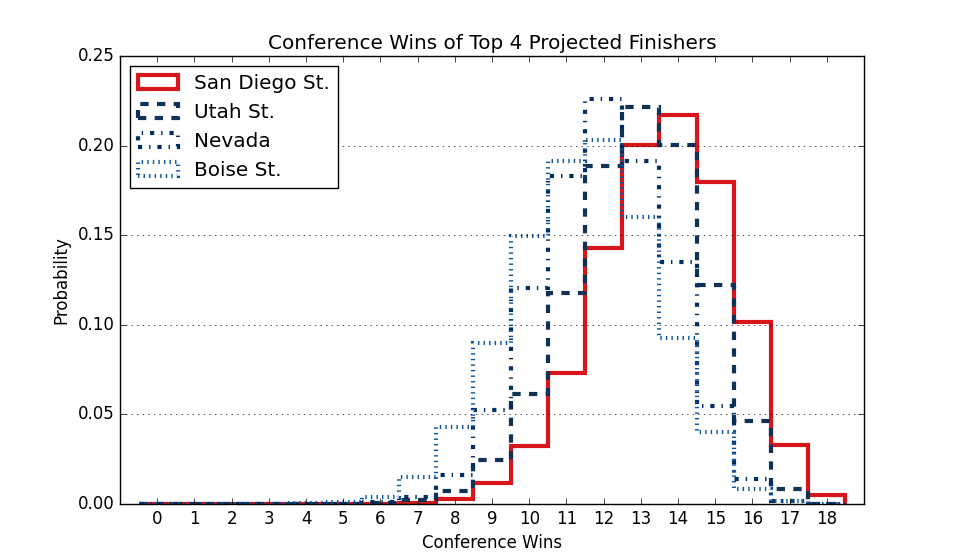 Conference Wins of Top 4 Projected Finishers
San Diego St.
Utah St.
Nevada
Boise St.
Probability
0.25
0.20
0.15
0.10
0.05
0.00
0 1 2 3 4 5 6 7 8 9 10 11 12 13 14 15 16 17 18
Conference Wins